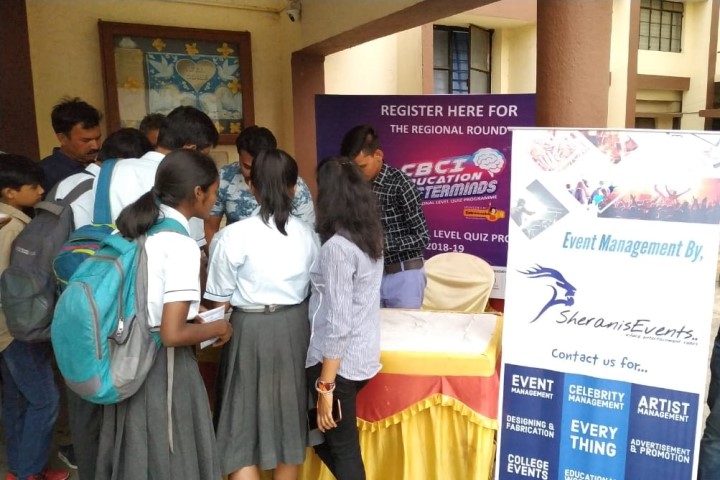 REGISTER HERE FOR
THE REGIONAL ROUND
CBCI
EDUCATION
MASTERMINDS
LEVEL QUIZ
2018-19
Event Management By,
SheranisEvents..
Contact us for...
EVENT
MANAGEMENT
CELEBRITY
MANAGEMENT
ARTIST
MANAGEMENT
DESIGNING &
FABRICATION
EVERY
THING
ADVERTISEMENT
& PROMOTION
COLLEGE
EVENTS
EDUCATIONAL